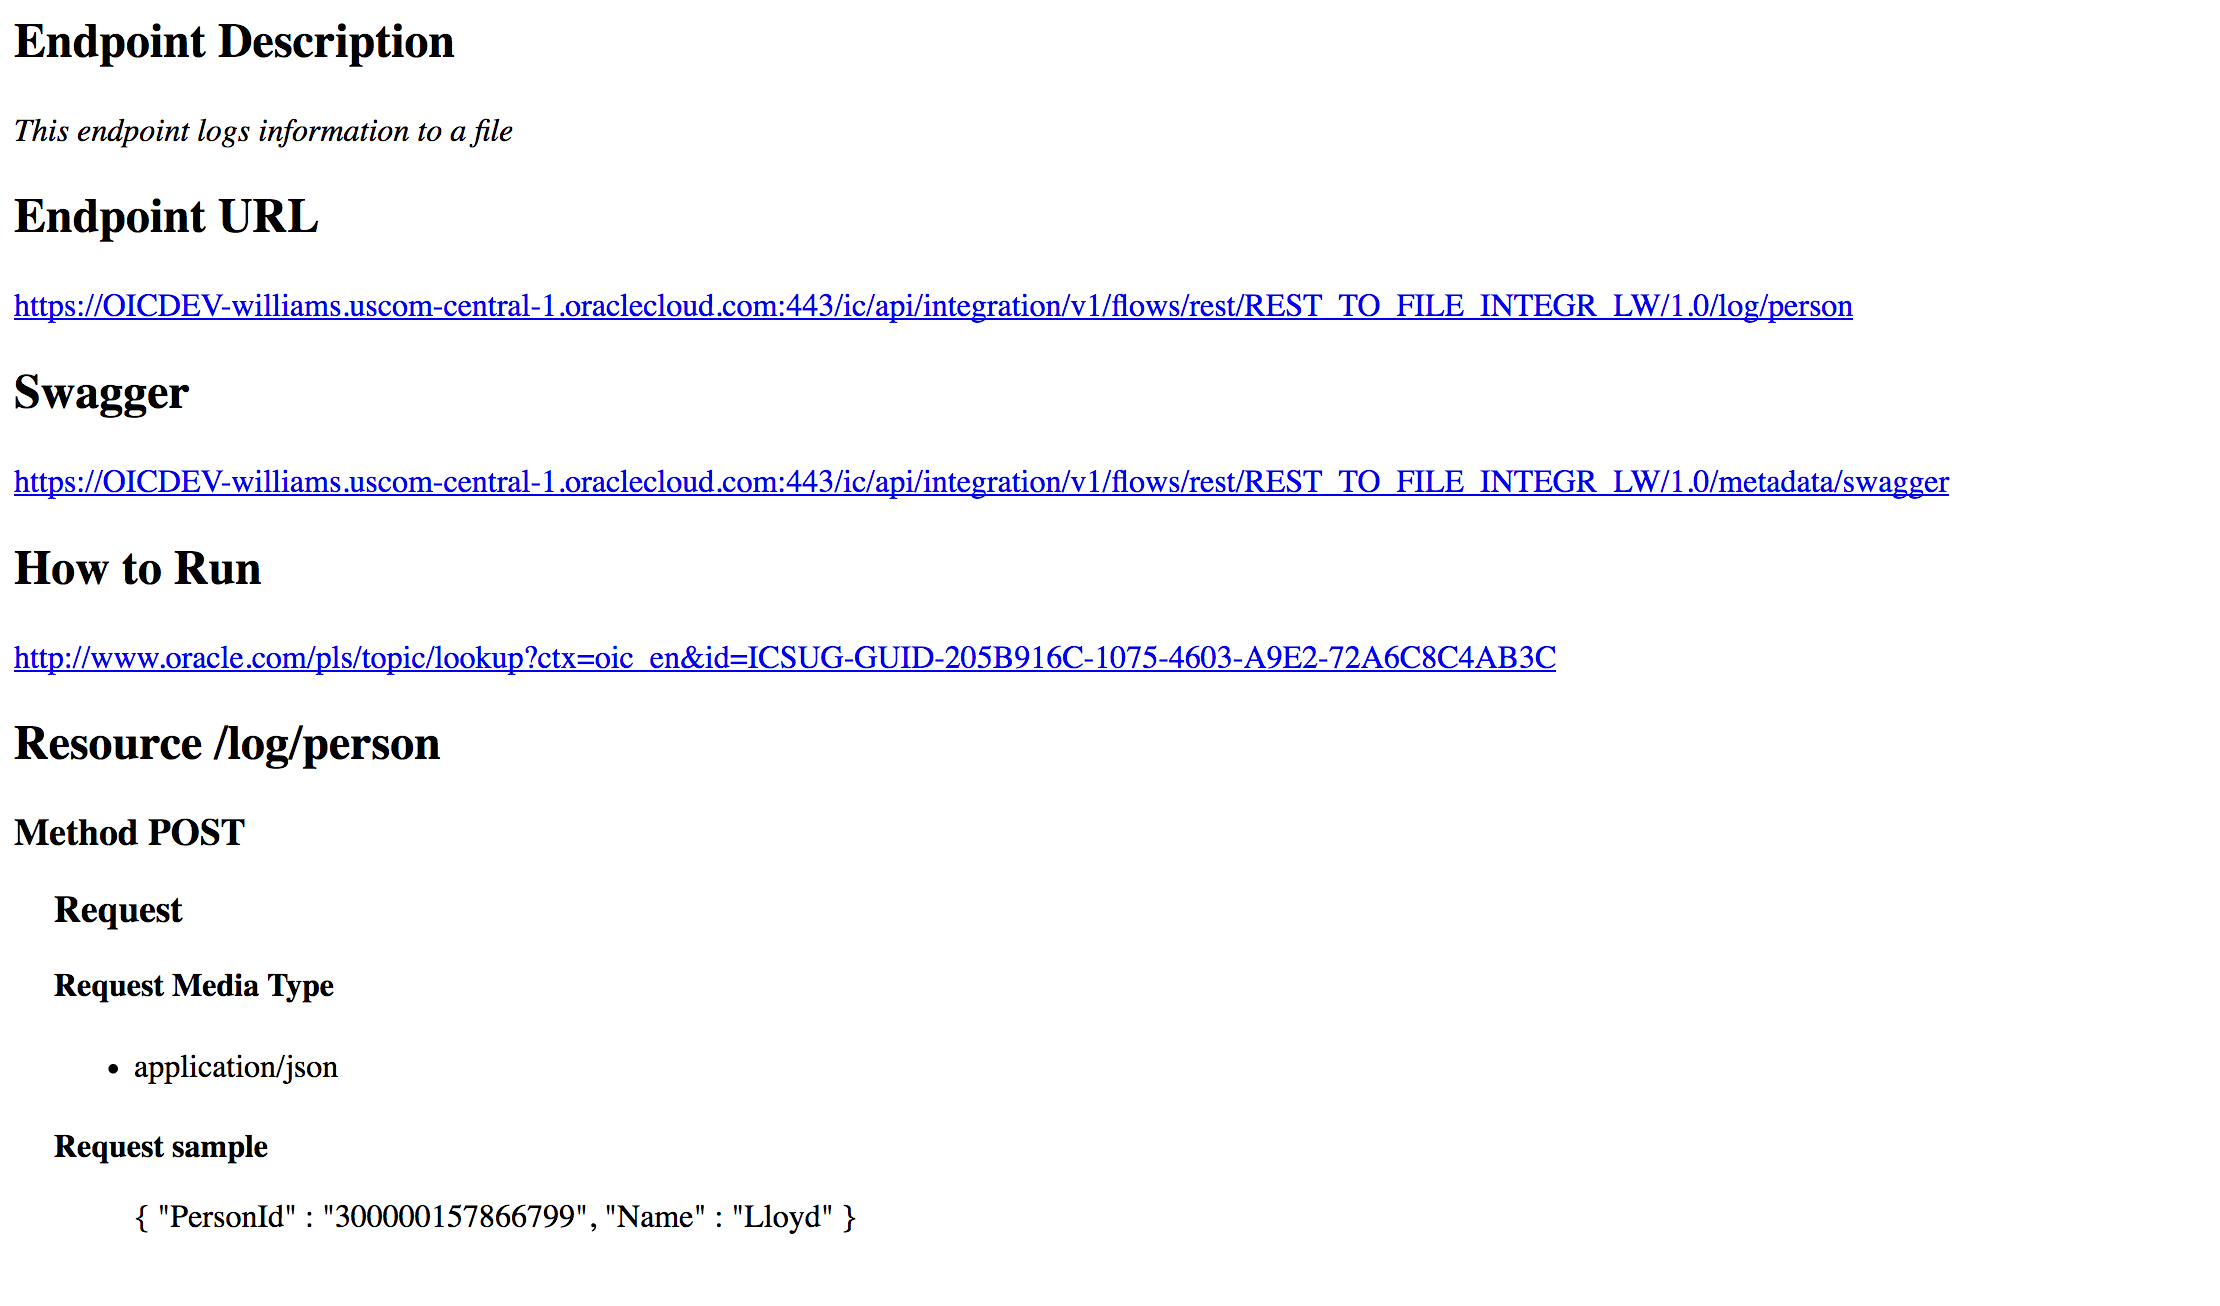 Endpoint Description
This endpoint logs information to a file
Endpoint URL
https://OICDEV-williams.uscom-central-1.oraclecloud.com:443/ic/api/integration/v1/flows/rest/REST_TO_FILE_INTEGR_LW/1.0/log/person
Swagger
https://OICDEV-williams.uscom-central-1.oraclecloud.com:443/ic/api/integration/v1/flows/rest/REST_TO_FILE_INTEGR_LW/1.0/metadata/swagger
How to Run
http://www.oracle.com/pls/topic/lookup?ctx=oic_en&id=ICSUG-GUID-205B916C-1075-4603-A9E2-72A6C8C4AB3C
Resource /log/person
Method POST
Request
Request Media Type
• application/json
Request sample
{ "PersonId" : "300000157866799", "Name" : "Lloyd" }